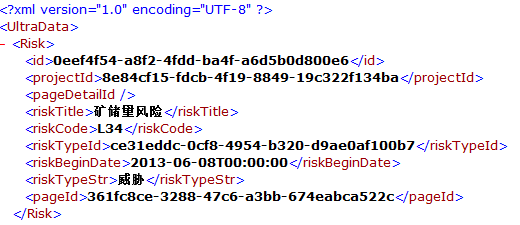 <?xml version="1.0" encoding="UTF-8" ?>
<UltraData>
- <Risk>
<id>0eef4f54-a8f2-4fdd-ba4f-a6d5b0d800e6</id>
<projectId>8e84cf15-fdcb-4f19-8849-19c322f134ba</projectId>
<pageDetailId />
<riskTitle>矿储量风险</riskTitle>
<riskCode>L34</riskCode>
<riskTypeId>ce31eddc-0cf8-4954-b320-d9ae0af100b7</riskTypeId>
<riskBeginDate>2013-06-08T00:00:00</riskBeginDate>
<riskTypeStr>威胁</riskTypeStr>
<pageId>361fc8ce-3288-47c6-a3bb-674eabca522c</pageId>
</Risk>